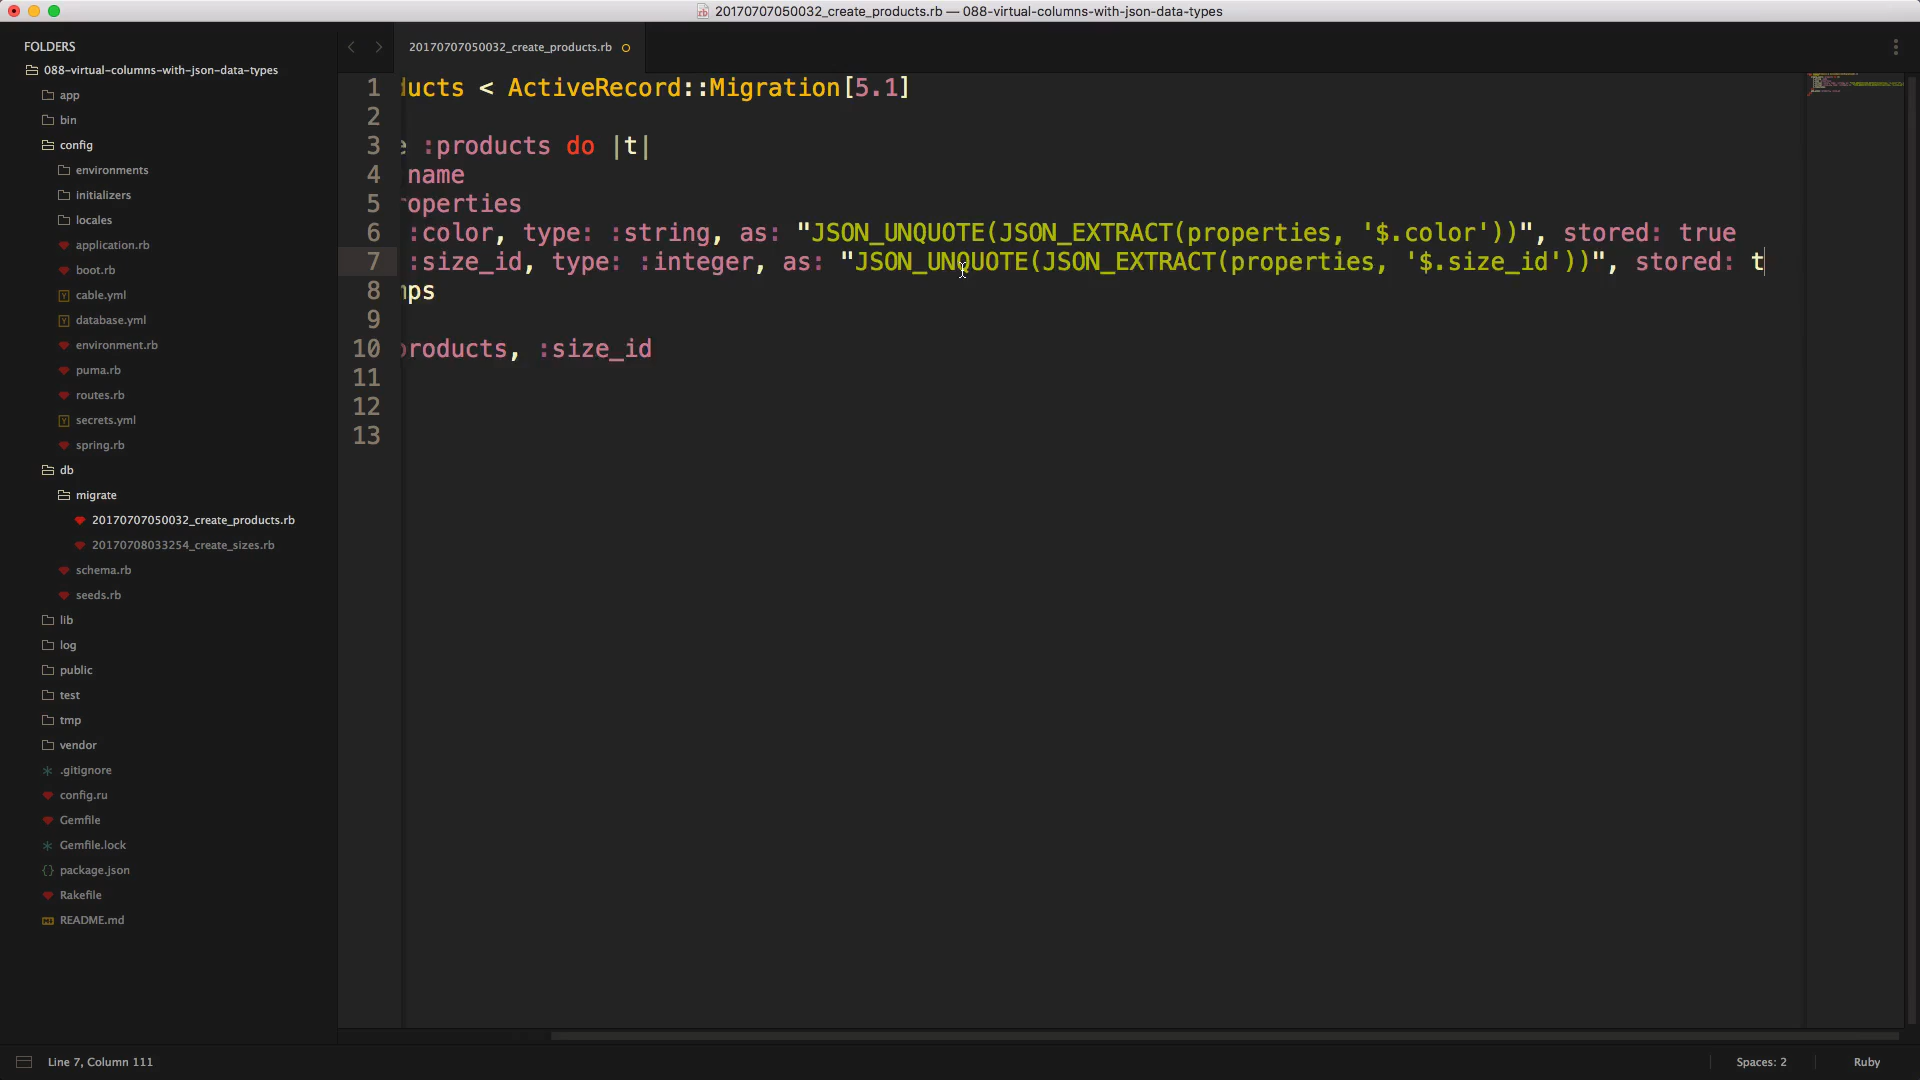 20170707050032_create_products.rb — 088-virtual-columns-with-json-data-types
FOLDERS
088-virtual-columns-with-json-data-types
app
bin
config
environments
initializers
locales
application.rb
boot.rb
cable.yml
database.yml
environment.rb
puma.rb
routes.rb
secrets.yml
spring.rb
db
migrate
20170707050032_create_products.rb
20170708033254_create_sizes.rb
schema.rb
seeds.rb
lib
log
public
test
tmp
vendor
.gitignore
config.ru
Gemfile
Gemfile.lock
package.json
Rakefile
README.md
20170707050032_create_products.rb
1 ducts < ActiveRecord::Migration[5.1]
2
3 e :products do |t|
4 name
5 roperties
6 :color, type: :string, as: "JSON_UNQUOTE(JSON_EXTRACT(properties, '$.color'))", stored: true
7 :size_id, type: :integer, as: "JSON_UNQUOTE(JSON_EXTRACT(properties, '$.size_id'))", stored: t
8 mps
9
10 products, :size_id
11
12
13
Line 7, Column 111
Spaces: 2
Ruby